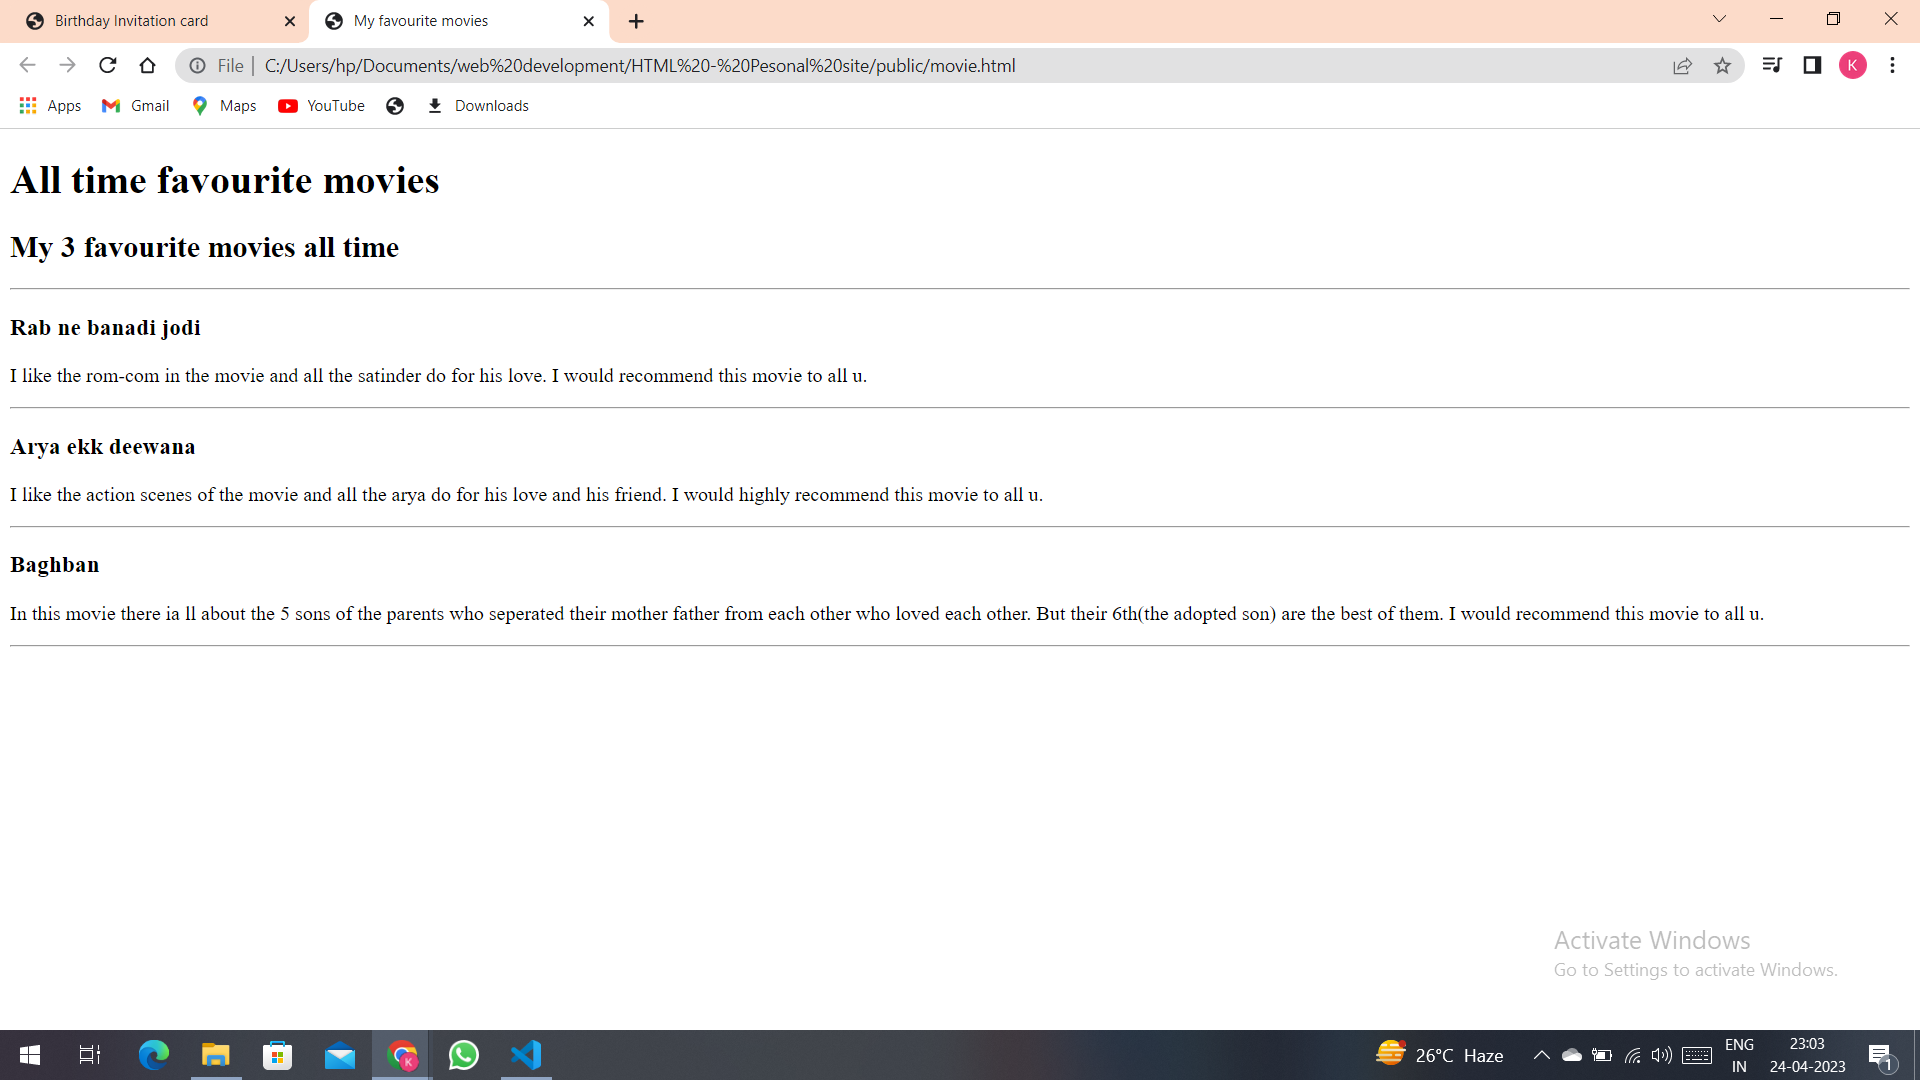 Birthday Invitation card
My favourite movies
File | C:/Users/hp/Documents/web%20development/HTML%20-%20Pesonal%20site/public/movie.html
K
Apps Gmail Maps YouTube Downloads
All time favourite movies
My 3 favourite movies all time
Rab ne banadi jodi
I like the rom-com in the movie and all the satinder do for his love. I would recommend this movie to all u.
Arya ekk deewana
I like the action scenes of the movie and all the arya do for his love and his friend. I would highly recommend this movie to all u.
Baghban
In this movie there ia ll about the 5 sons of the parents who seperated their mother father from each other who loved each other. But their 6th(the adopted son) are the best of them. I would recommend this movie to all u.
Activate Windows
Go to Settings to activate Windows.
K
26°C Haze
ENG
IN
23:03
24-04-2023
1